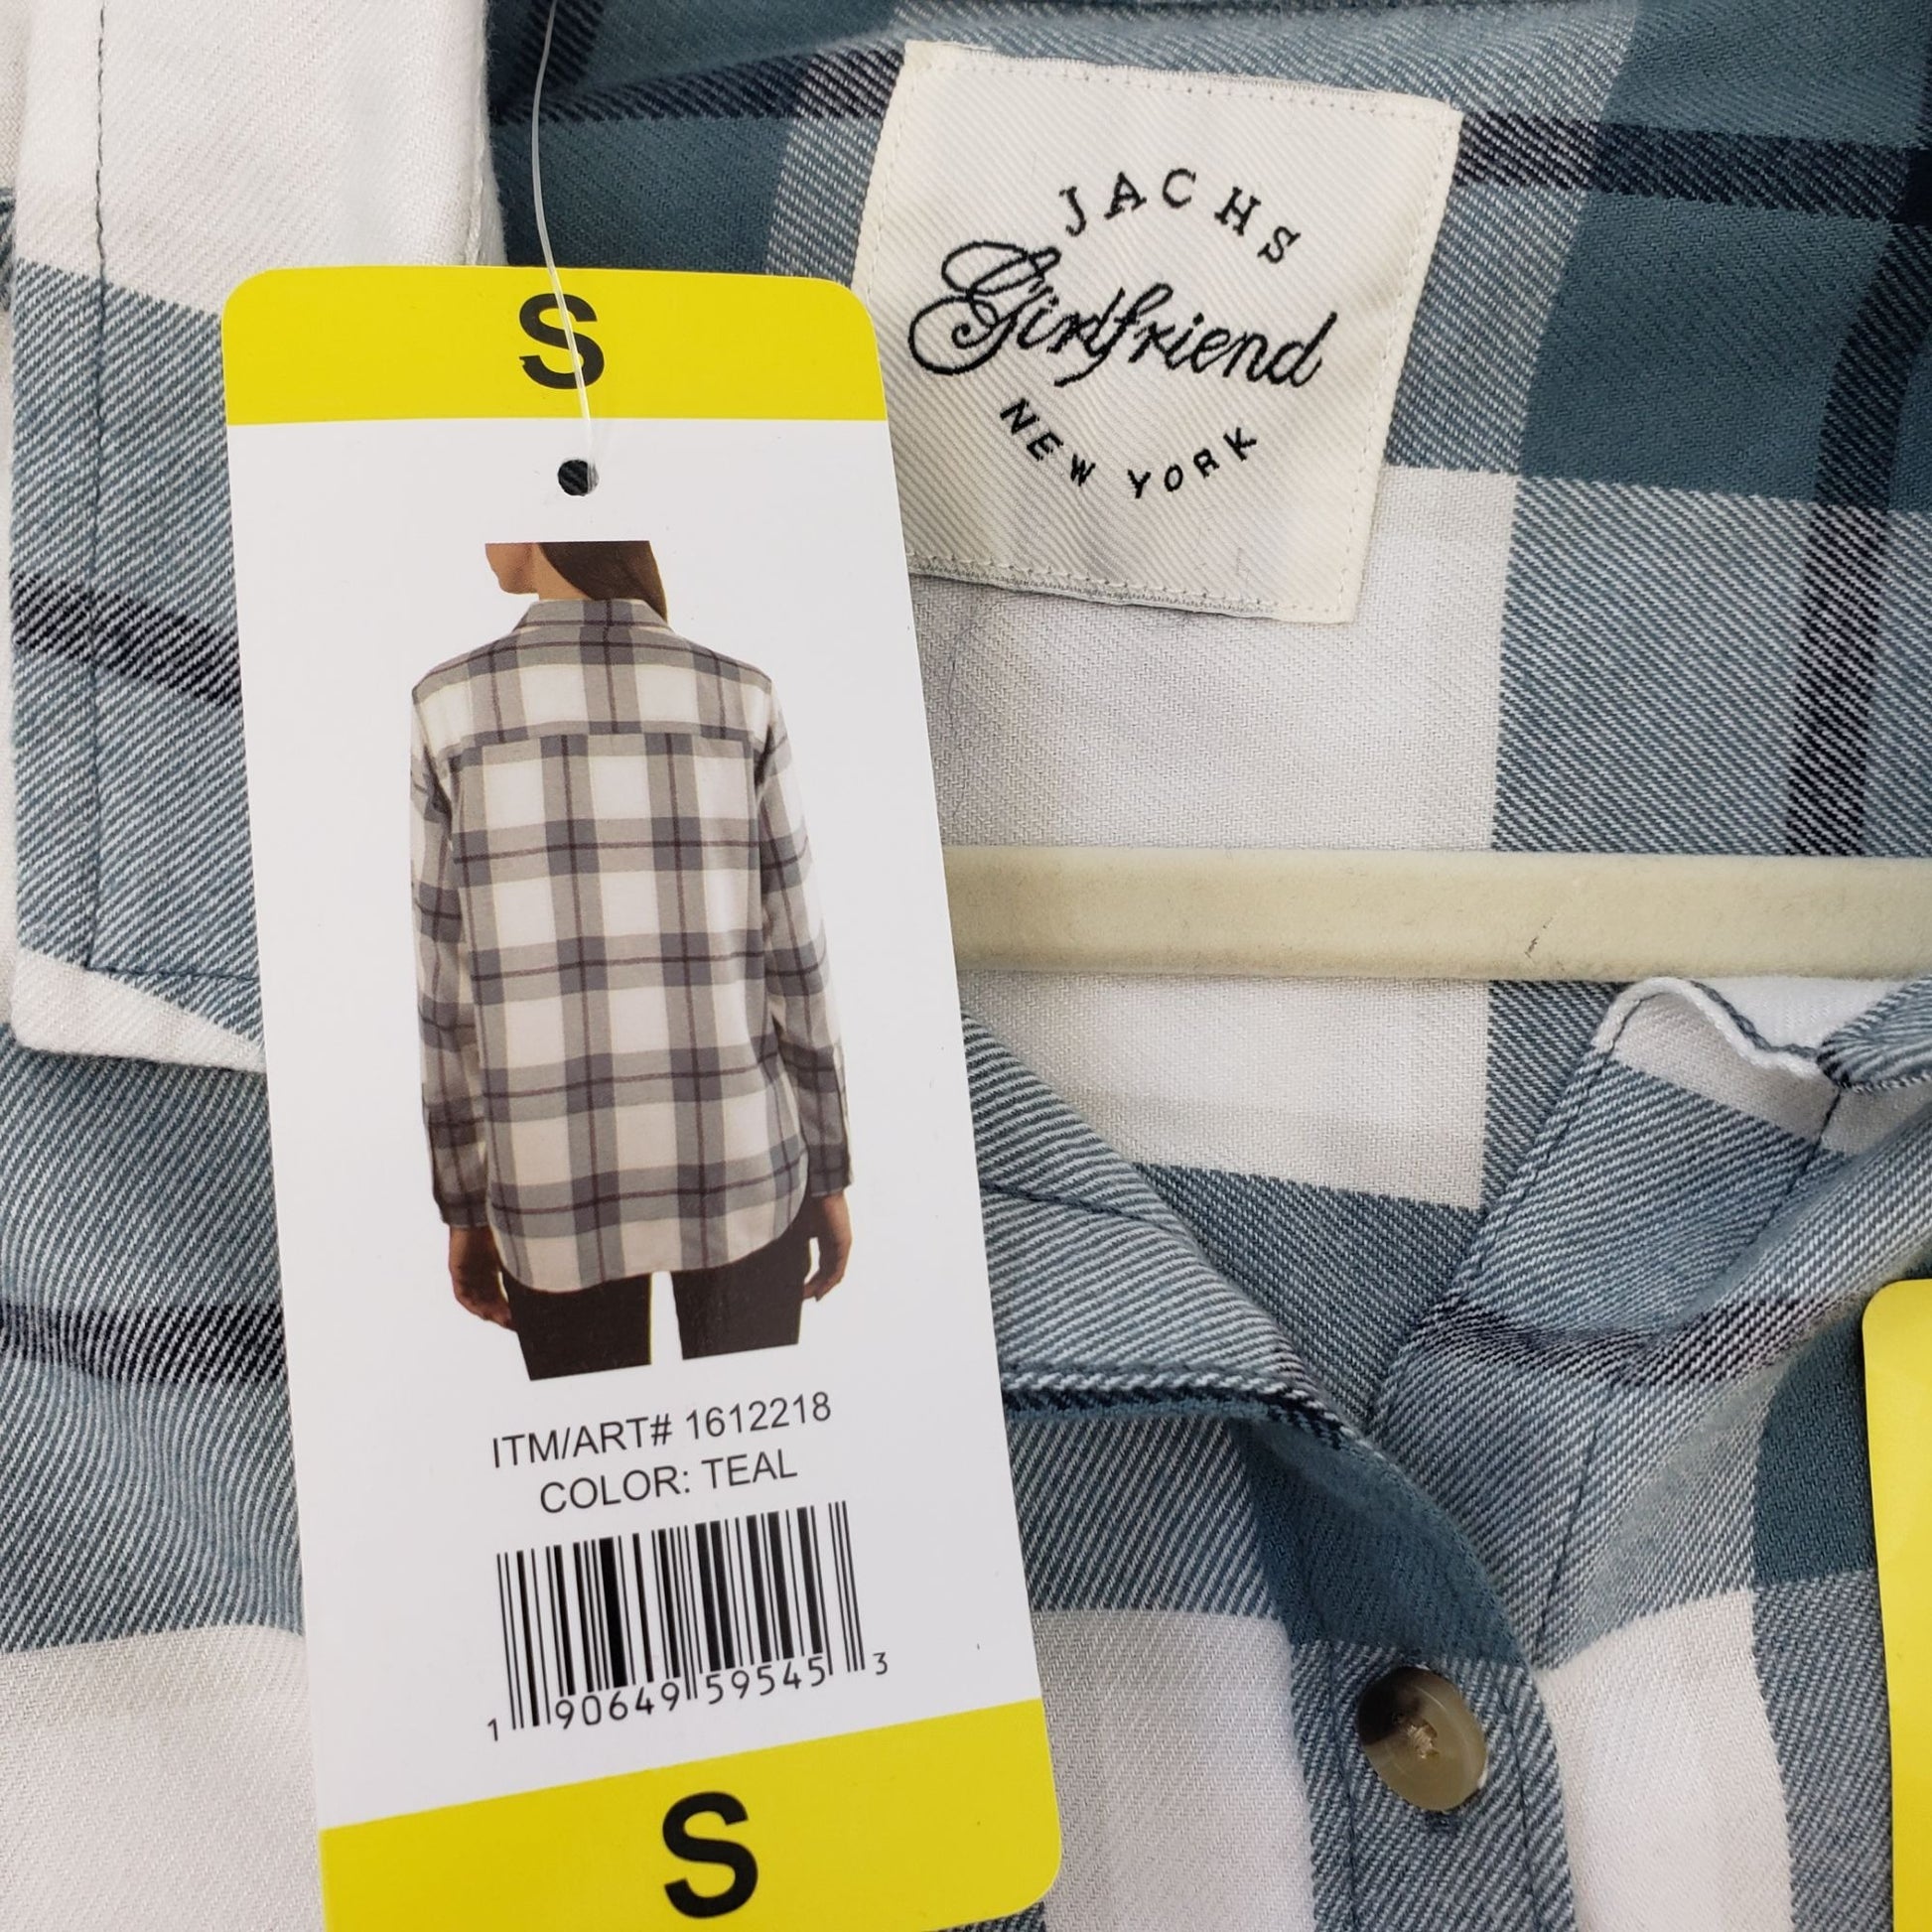 S
JACHS
Girlfriend
NEW YORK
ITM/ART# 1612218
COLOR: TEAL
1 90649 59545 3
S